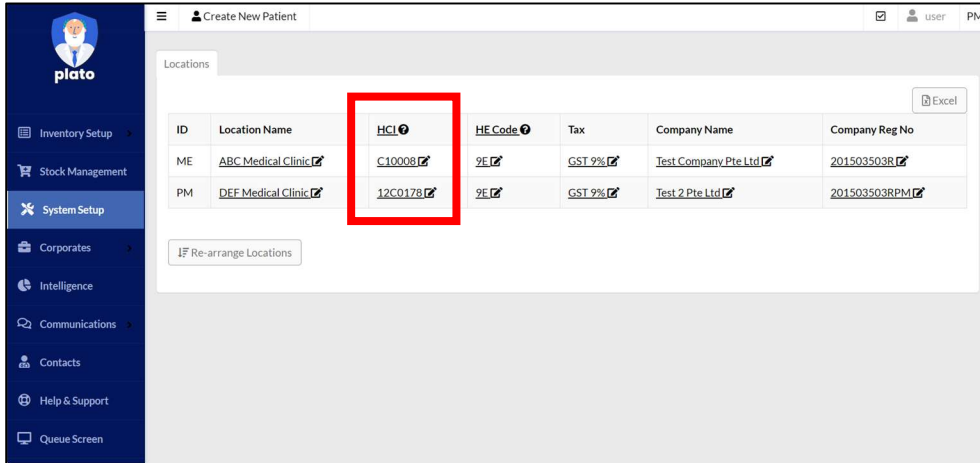 plato
Inventory Setup
Stock Management
System Setup
Corporates
Intelligence
Communications
Contacts
Help & Support
Queue Screen
Create New Patient
user PM
Locations
Excel
ID Location Name HCI HE Code Tax Company Name Company Reg No
ME ABC Medical Clinic C10008 9E GST 9% Test Company Pte Ltd 201503503R
PM DEF Medical Clinic 12C0178 9E GST 9% Test 2 Pte Ltd 201503503RPM
Re-arrange Locations